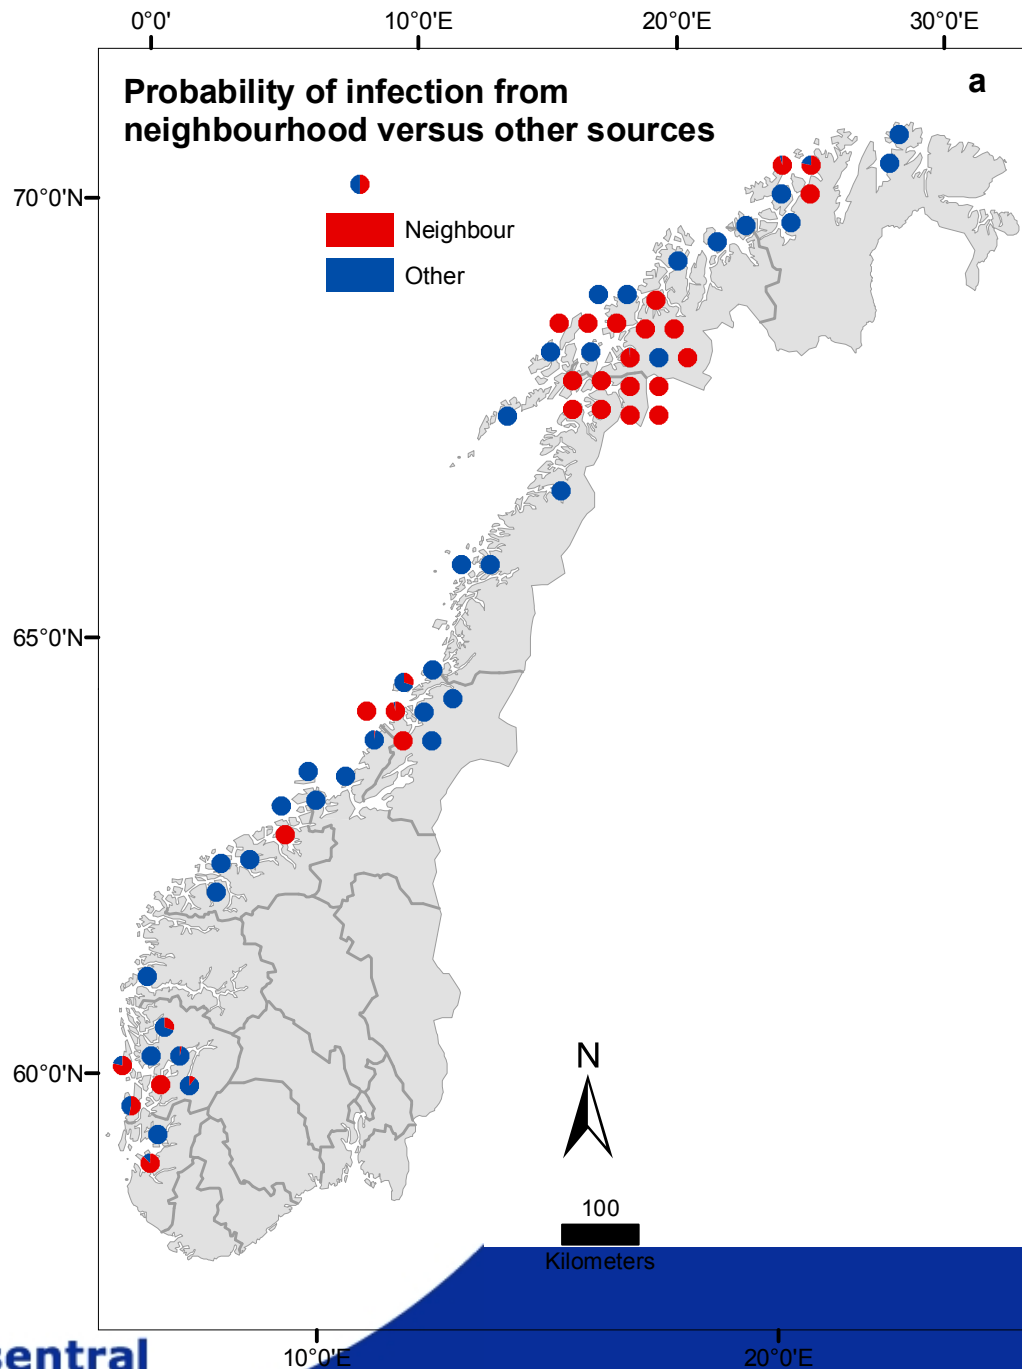 0°0' 10°0'E 20°0'E 30°0'E
Probability of infection from
neighbourhood versus other sources
a
70°0'N
Neighbour
Other
65°0'N
60°0'N
N
100
Kilometers
sentral
10°0'E 20°0'E